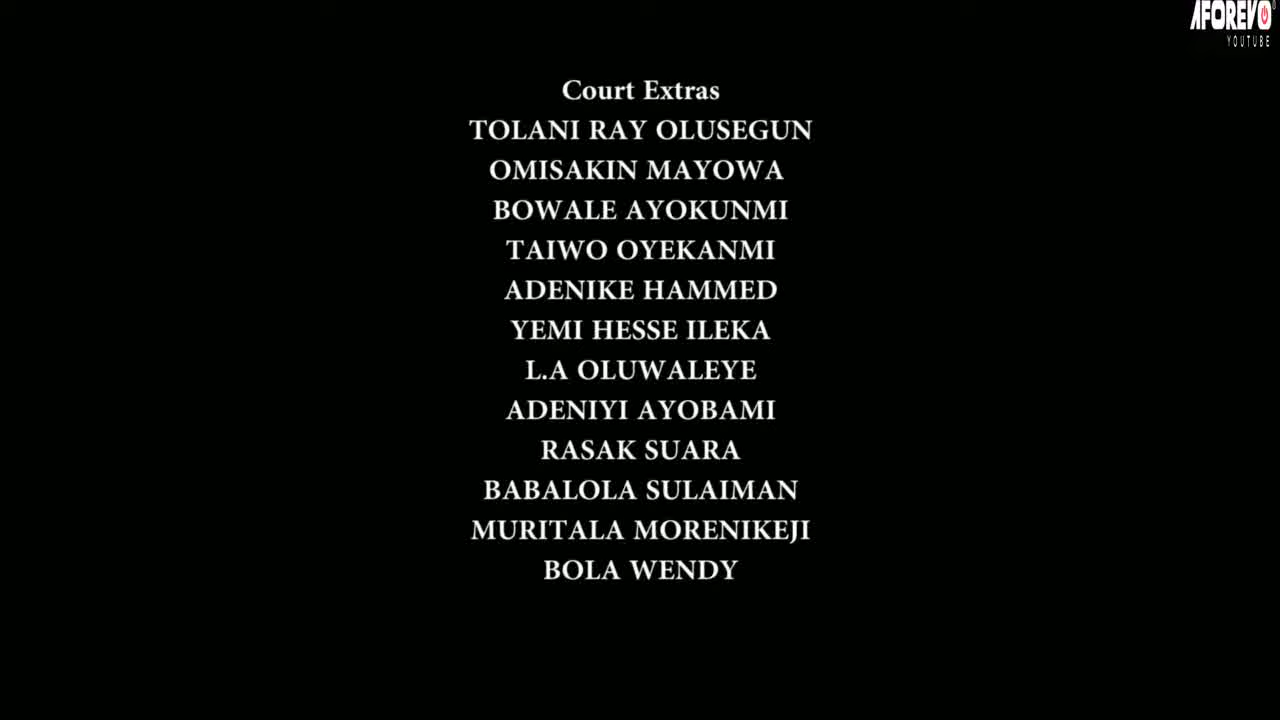 AFOREVO
YOUTUBE
Court Extras
TOLANI RAY OLUSEGUN
OMISAKIN MAYOWA
BOWALE AYOKUNMI
TAIWO OYEKANMI
ADENIKE HAMMED
YEMI HESSE ILEKA
L.A OLUWALEYE
ADENIYI AYOBAMI
RASAK SUARA
BABALOLA SULAIMAN
MURITALA MORENIKEJI
BOLA WENDY